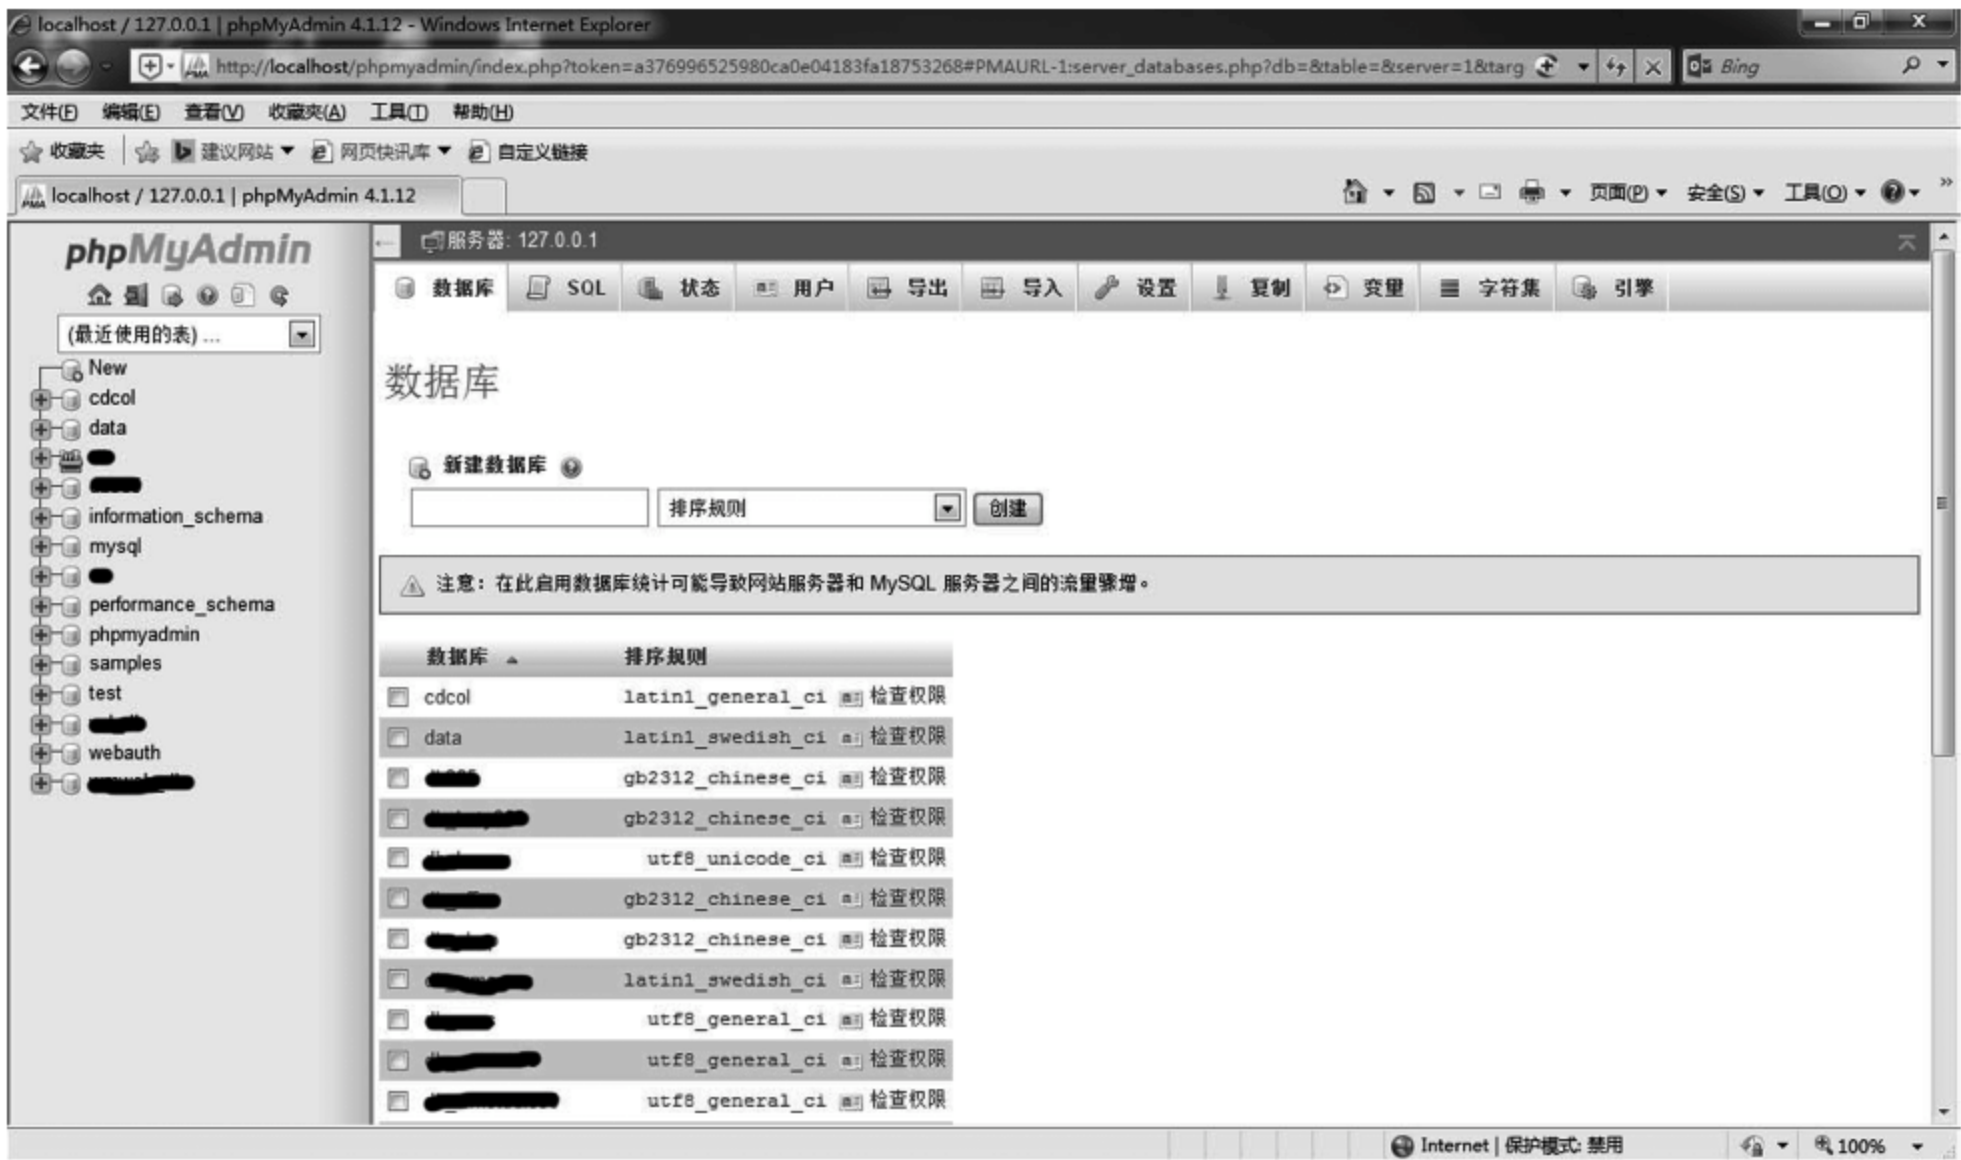 localhost / 127.0.0.1 | phpMyAdmin 4.1.12 - Windows Internet Explorer
http://localhost/phpmyadmin/index.php?token=a376996525980ca0e04183fa18753268#PMAURL-1:server_databases.php?db=&table=&server=1&targ
Bing
文件(F) 编辑(E) 查看(V) 收藏夹(A) 工具(T) 帮助(H)
收藏夹 建议网站 网页快讯库 自定义链接
localhost / 127.0.0.1 | phpMyAdmin 4.1.12
页面(P) 安全(S) 工具(O)
phpMyAdmin
(最近使用的表) ...
New
cdcol
data
information_schema
mysql
performance_schema
phpmyadmin
samples
test
webauth
服务器: 127.0.0.1
数据库 SQL 状态 用户 导出 导入 设置 复制 变量 字符集 引擎
数据库
新建数据库
排序规则 创建
注意：在此启用数据库统计可能导致网站服务器和 MySQL 服务器之间的流量骤增。
数据库 排序规则
cdcol latin1_general_ci 检查权限
data latin1_swedish_ci 检查权限
gb2312_chinese_ci 检查权限
gb2312_chinese_ci 检查权限
utf8_unicode_ci 检查权限
gb2312_chinese_ci 检查权限
gb2312_chinese_ci 检查权限
latin1_swedish_ci 检查权限
utf8_general_ci 检查权限
utf8_general_ci 检查权限
utf8_general_ci 检查权限
Internet | 保护模式: 禁用 100%